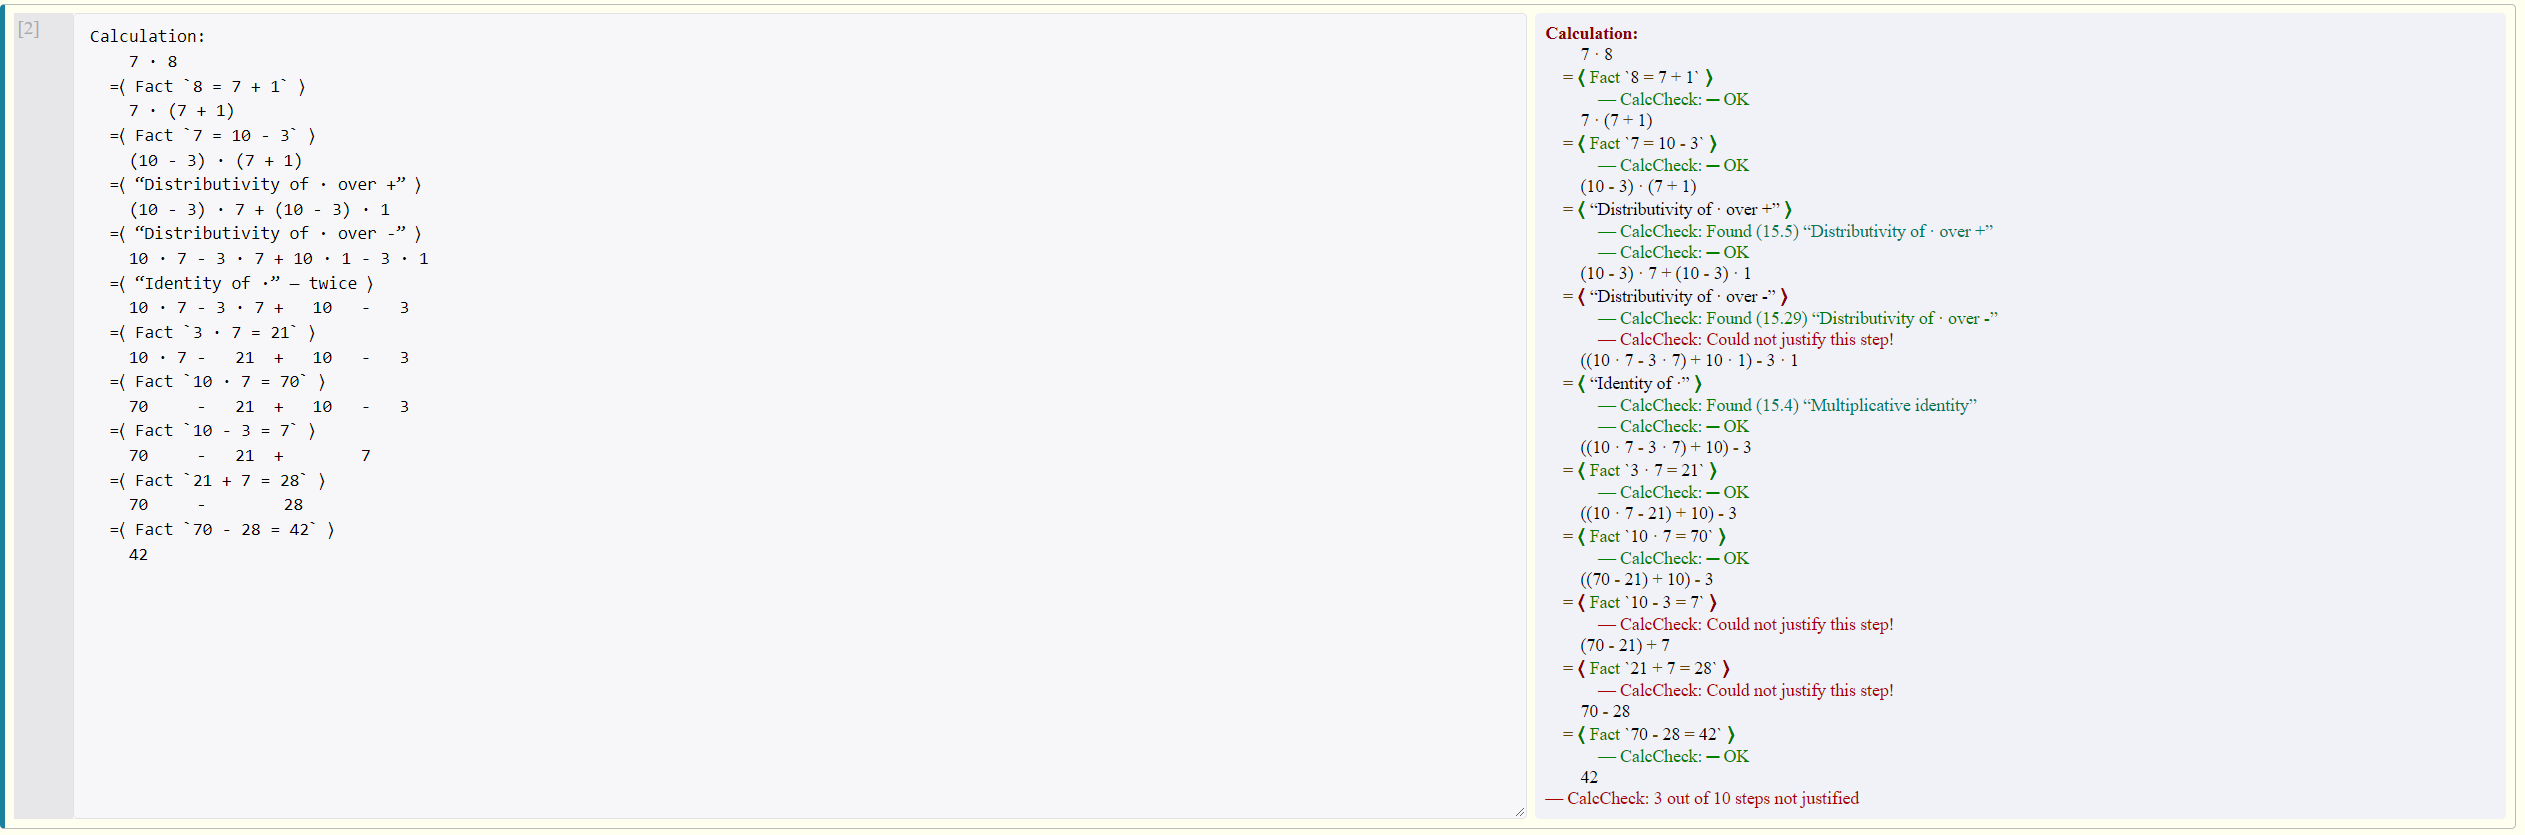 [2]
Calculation:
7 · 8
=⟨ Fact `8 = 7 + 1` ⟩
7 · (7 + 1)
=⟨ Fact `7 = 10 - 3` ⟩
(10 - 3) · (7 + 1)
=⟨ “Distributivity of · over +” ⟩
(10 - 3) · 7 + (10 - 3) · 1
=⟨ “Distributivity of · over -” ⟩
10 · 7 - 3 · 7 + 10 · 1 - 3 · 1
=⟨ “Identity of ·” — twice ⟩
10 · 7 - 3 · 7 + 10 - 3
=⟨ Fact `3 · 7 = 21` ⟩
10 · 7 - 21 + 10 - 3
=⟨ Fact `10 · 7 = 70` ⟩
70 - 21 + 10 - 3
=⟨ Fact `10 - 3 = 7` ⟩
70 - 21 + 7
=⟨ Fact `21 + 7 = 28` ⟩
70 - 28
=⟨ Fact `70 - 28 = 42` ⟩
42
Calculation:
7 · 8
= ❬ Fact `8 = 7 + 1` ❭
— CalcCheck: — OK
7 · (7 + 1)
= ❬ Fact `7 = 10 - 3` ❭
— CalcCheck: — OK
(10 - 3) · (7 + 1)
= ❬ “Distributivity of · over +” ❭
— CalcCheck: Found (15.5) “Distributivity of · over +”
— CalcCheck: — OK
(10 - 3) · 7 + (10 - 3) · 1
= ❬ “Distributivity of · over -” ❭
— CalcCheck: Found (15.29) “Distributivity of · over -”
— CalcCheck: Could not justify this step!
((10 · 7 - 3 · 7) + 10 · 1) - 3 · 1
= ❬ “Identity of ·” ❭
— CalcCheck: Found (15.4) “Multiplicative identity”
— CalcCheck: — OK
((10 · 7 - 3 · 7) + 10) - 3
= ❬ Fact `3 · 7 = 21` ❭
— CalcCheck: — OK
((10 · 7 - 21) + 10) - 3
= ❬ Fact `10 · 7 = 70` ❭
— CalcCheck: — OK
((70 - 21) + 10) - 3
= ❬ Fact `10 - 3 = 7` ❭
— CalcCheck: Could not justify this step!
(70 - 21) + 7
= ❬ Fact `21 + 7 = 28` ❭
— CalcCheck: Could not justify this step!
70 - 28
= ❬ Fact `70 - 28 = 42` ❭
— CalcCheck: — OK
42
— CalcCheck: 3 out of 10 steps not justified